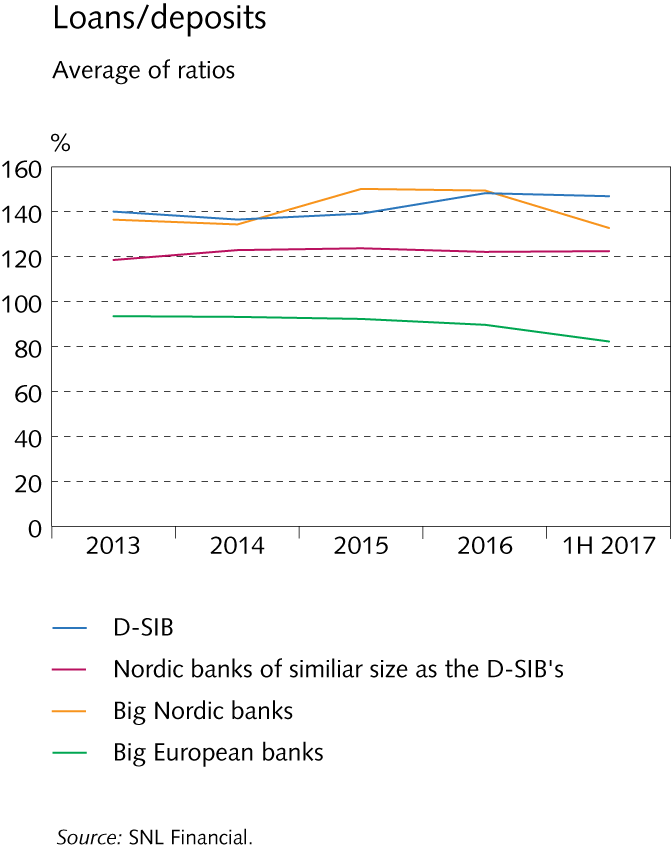 Loans/deposits
Average of ratios
%
160
140
120
100
80
60
40
20
0
2013 2014 2015 2016 1H 2017
D-SIB
Nordic banks of similiar size as the D-SIB's
Big Nordic banks
Big European banks
Source: SNL Financial.